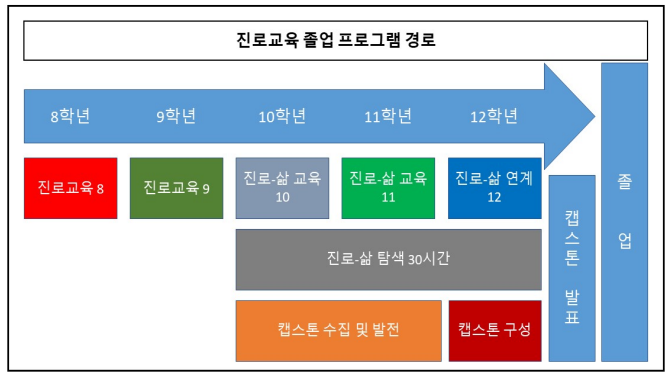 진로교육 졸업 프로그램 경로
8학년
9학년
10학년
11학년
12학년
진로교육 8
진로교육 9
진로-삶 교육
10
진로-삶 교육
11
진로-삶 연계
12
진로-삶 탐색 30시간
캡스톤 수집 및 발전
캡스톤 구성
캡스톤 발표
졸업